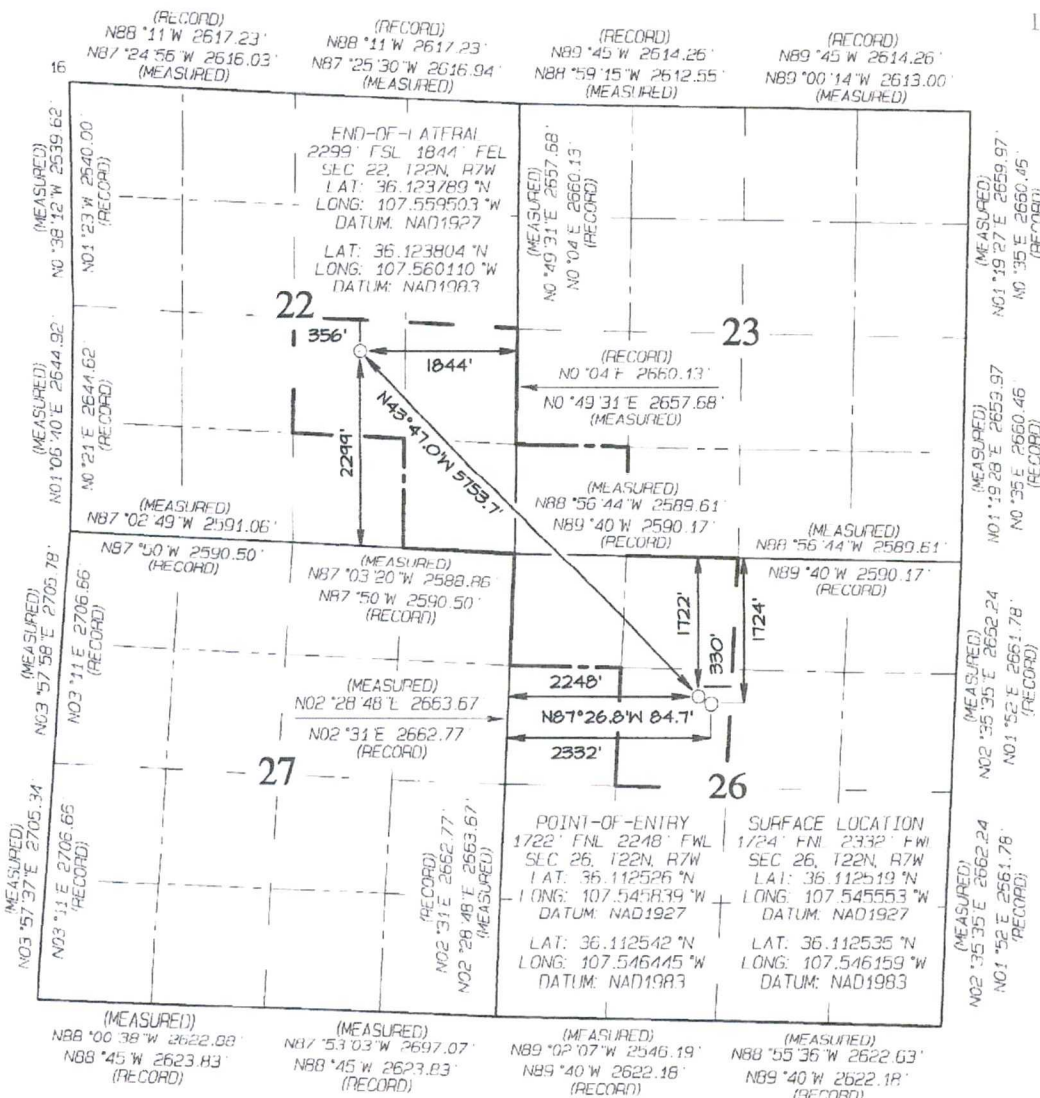 1
(RECORD)
N88°11'W 2617.23'
N87°24'56"W 2616.03'
(MEASURED)
(RECORD)
N88°11'W 2617.23'
N87°25'30"W 2616.94'
(MEASURED)
(RECORD)
N89°45'W 2614.26'
N88°59'15"W 2612.55'
(MEASURED)
(RECORD)
N89°45'W 2614.26'
N89°00'14"W 2613.00'
(MEASURED)
16
(MEASURED)
N0°38'12"W 2639.62'
N01°23'W 2640.00'
(RECORD)
END-OF-LATERAL
2299' FSL 1844' FEL
SEC 22, T22N, R7W
LAT: 36.123789°N
LONG: 107.559503°W
DATUM: NAD1927
LAT: 36.123804°N
LONG: 107.560110°W
DATUM: NAD1983
(MEASURED)
N0°49'31"E 2657.68'
N0°04'E 2660.13'
(RECORD)
(MEASURED)
N01°19'27"E 2659.97'
N0°35'E 2660.46'
(RECORD)
22
23
356'
1844'
2299'
N43°47.0'W 5753.7'
(RECORD)
N0°04'E 2660.13'
N0°49'31"E 2657.68'
(MEASURED)
(MEASURED)
N01°06'40"E 2644.92'
N0°21'E 2644.62'
(RECORD)
(MEASURED)
N01°19'28"E 2659.97
N0°35'E 2660.46'
(RECORD)
(MEASURED)
N87°02'49"W 2591.06'
N87°50'W 2590.50'
(RECORD)
(MEASURED)
N87°03'20"W 2588.86'
N87°50'W 2590.50'
(RECORD)
(MEASURED)
N88°56'44"W 2589.61'
N89°40'W 2590.17'
(RECORD)
(MEASURED)
N88°56'44"W 2589.61'
N89°40'W 2590.17'
(RECORD)
(MEASURED)
N03°57'58"E 2705.78'
N03°11'E 2706.66'
(RECORD)
1722'
330'
1724'
2248'
N87°26.8'W 84.7'
2332'
(MEASURED)
N02°28'48"E 2663.67
N02°31'E 2662.77'
(RECORD)
(MEASURED)
N02°35'35"E 2662.24
N01°52'E 2661.78'
(RECORD)
27
26
(MEASURED)
N03°57'37"E 2705.34'
N03°11'E 2706.66'
(RECORD)
(RECORD)
N02°31'E 2662.77'
N02°28'48"E 2663.67'
(MEASURED)
POINT-OF-ENTRY
1722' FNL 2248' FWL
SEC 26, T22N, R7W
LAT: 36.112526°N
LONG: 107.545839°W
DATUM: NAD1927
LAT: 36.112542°N
LONG: 107.546445°W
DATUM: NAD1983
SURFACE LOCATION
1724' FNL 2332' FWL
SEC 26, T22N, R7W
LAT: 36.112519°N
LONG: 107.545553°W
DATUM: NAD1927
LAT: 36.112535°N
LONG: 107.546159°W
DATUM: NAD1983
(MEASURED)
N02°35'35"E 2662.24
N01°52'E 2661.78'
(RECORD)
(MEASURED)
N88°00'38"W 2622.88'
N88°45'W 2623.83'
(RECORD)
(MEASURED)
N87°53'03"W 2697.07'
N88°45'W 2623.83'
(RECORD)
(MEASURED)
N89°02'07"W 2546.19'
N89°40'W 2622.18'
(RECORD)
(MEASURED)
N88°55'36"W 2622.63'
N89°40'W 2622.18'
(RECORD)